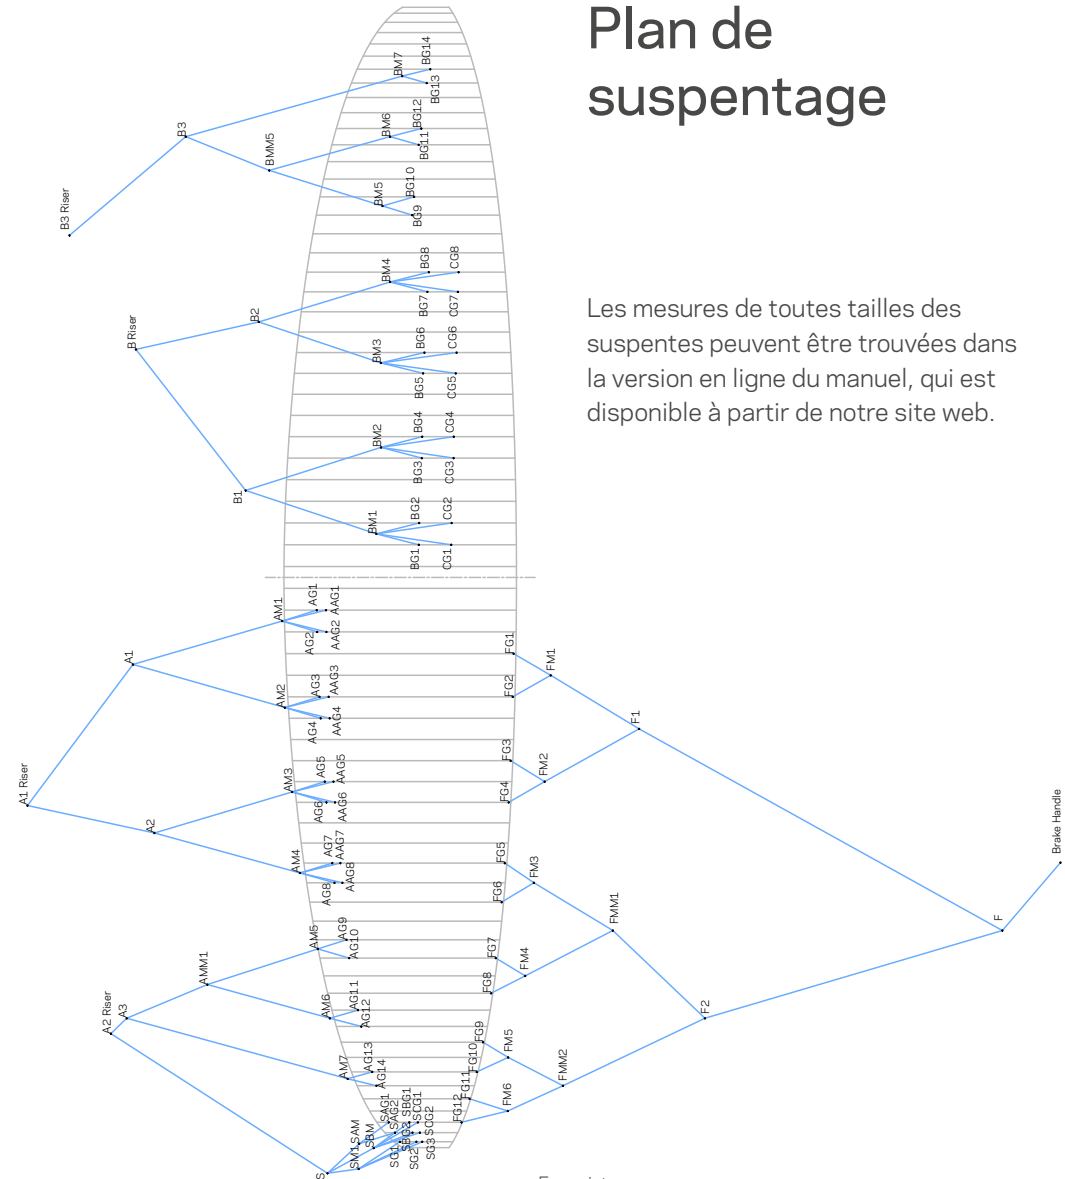 Plan de
suspentage
Les mesures de toutes tailles des
suspentes peuvent être trouvées dans
la version en ligne du manuel, qui est
disponible à partir de notre site web.
B3 Riser
B3
BMM5
BM7
BG14
BG13
BM6
BG12
BG11
BM5
BG10
BG9
B Riser
B2
BM4
BG8
CG8
BG7
CG7
BM3
BG6
CG6
BG5
CG5
B1
BM2
BG4
CG4
BG3
CG3
BM1
BG2
CG2
BG1
CG1
A1 Riser
A1
AM1
AG1
AAG1
AG2
AAG2
AM2
AG3
AAG3
AG4
AAG4
A2
AM3
AG5
AAG5
AG6
AAG6
AM4
AG7
AAG7
AG8
AAG8
A2 Riser
A3
AMM1
AM5
AG9
AG10
AM6
AG11
AG12
AM7
AG13
AG14
S
SAM
SM1
SBM
SAG1
SAG2
SBG1
SBG2
SCG1
SCG2
SG1
SG2
SG3
FG1
FM1
FG2
F1
FG3
FM2
FG4
FG5
FM3
FG6
FMM1
FG7
FM4
FG8
F2
FG9
FM5
FG10
FMM2
FG11
FM6
FG12
F
Brake Handle